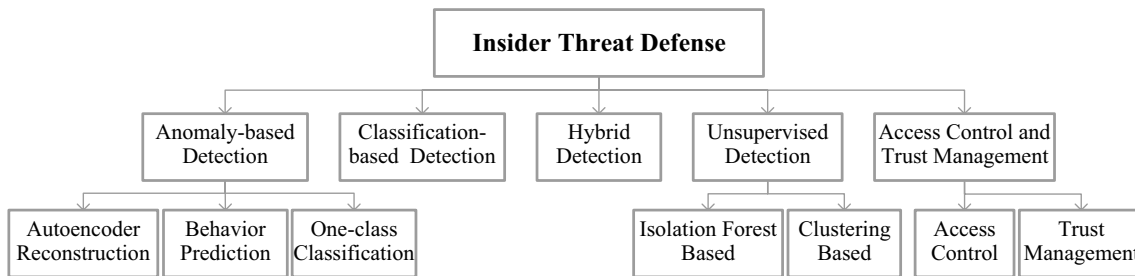 Insider Threat Defense
Anomaly-based
Detection
Classification-
based Detection
Hybrid
Detection
Unsupervised
Detection
Access Control and
Trust Management
Autoencoder
Reconstruction
Behavior
Prediction
One-class
Classification
Isolation Forest
Based
Clustering
Based
Access
Control
Trust
Management